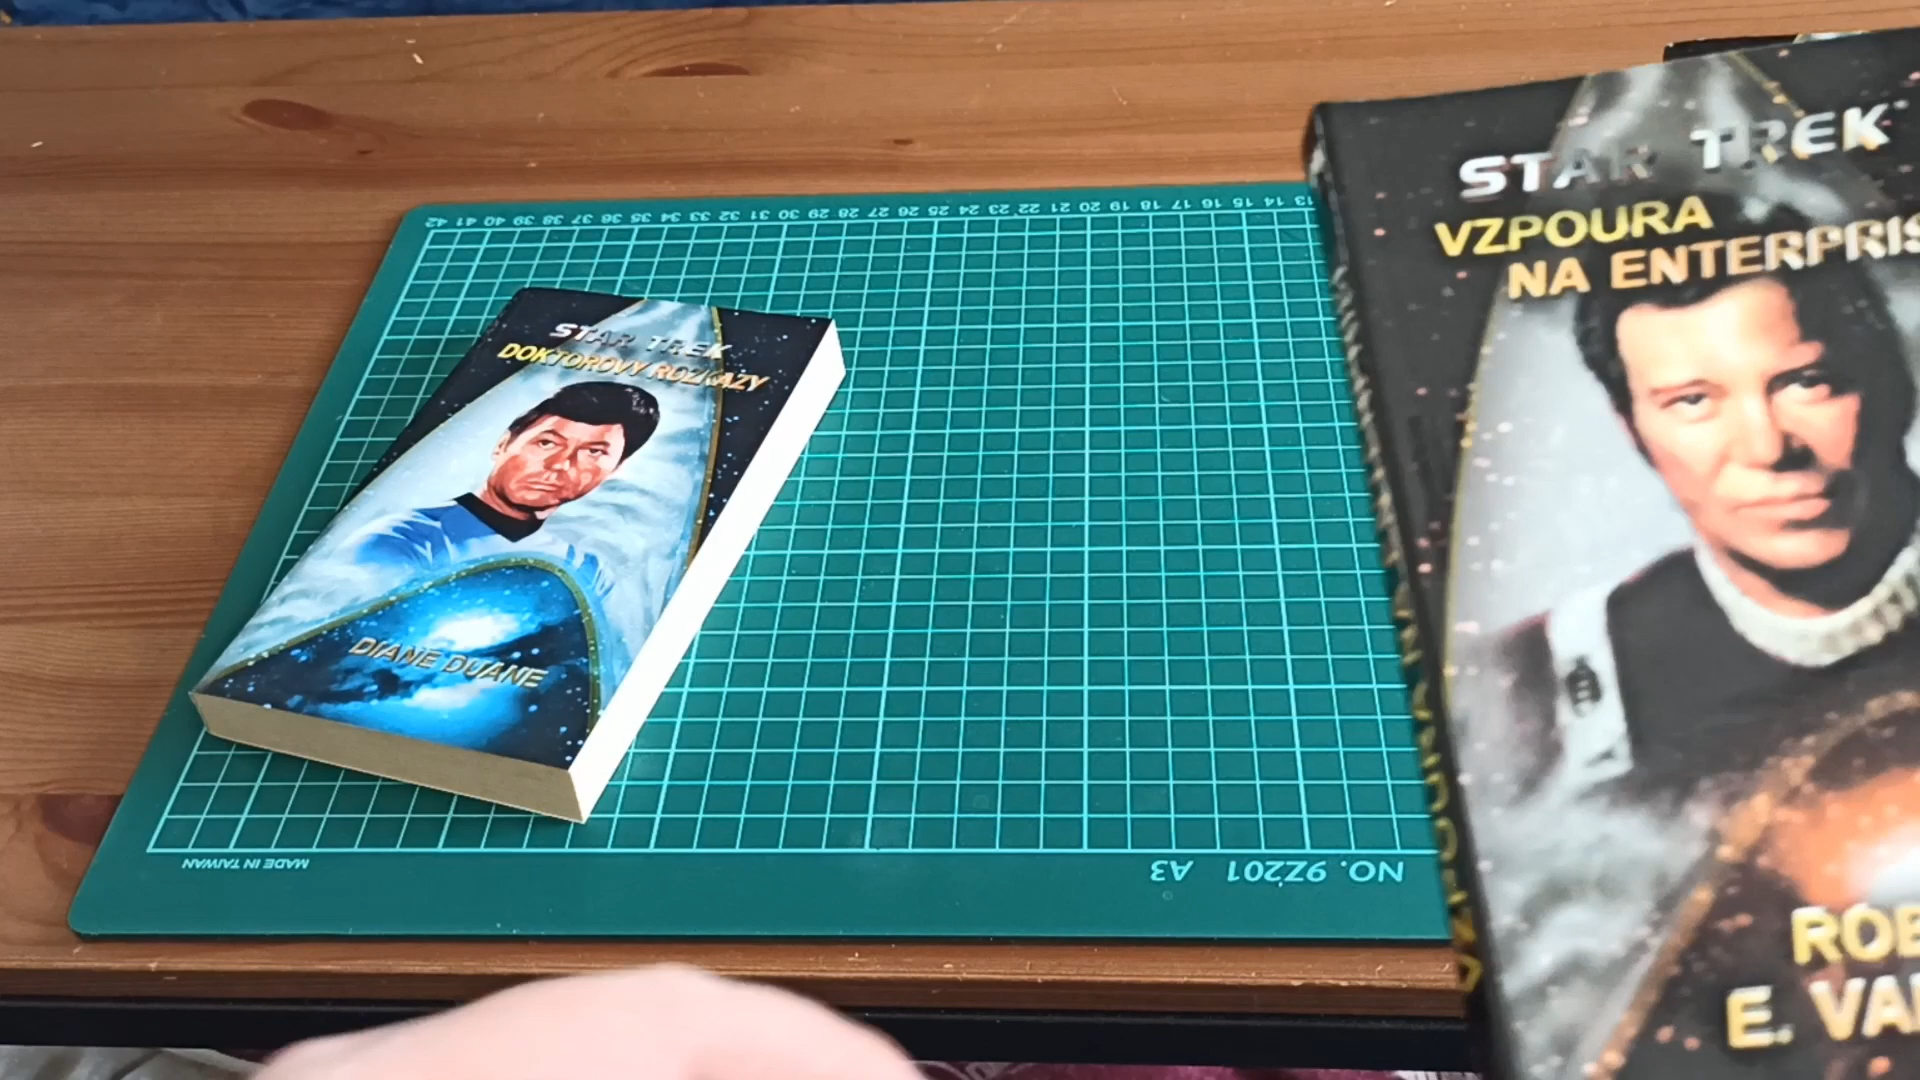 STAR TREK
DOKTOROVY ROZKAZY
DIANE DUANE
STAR TREK
VZPOURA
NA ENTERPRIS
ROB
E. VA
42 41 40 39 38 37 36 35 34 33 32 31 30 29 28 27 26 25 24 23 22 21 20 19 18 17 16 15 14 13
MADE IN TAIWAN
NO. 9Z201 A3